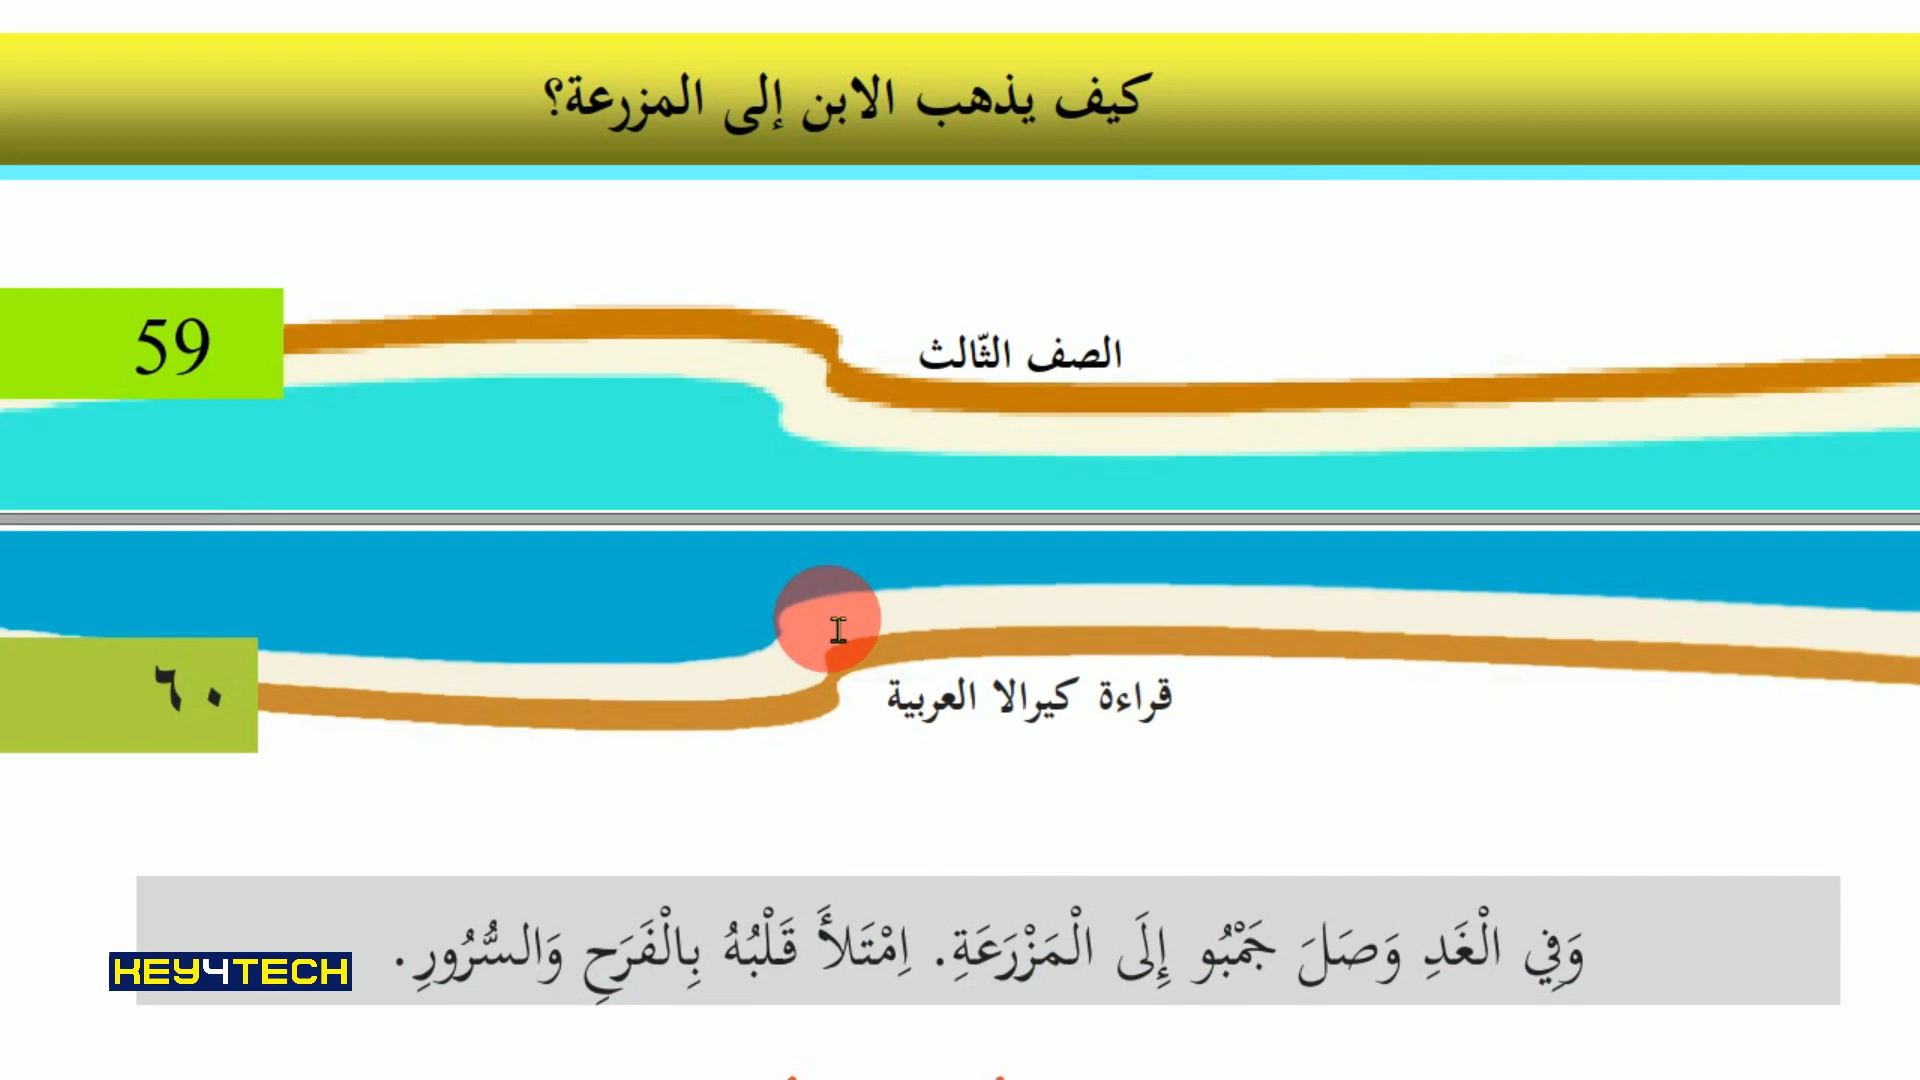 كيف يذهب الابن إلى المزرعة؟
59
الصف الثّالث
٦٠
قراءة كيرالا العربية
وَفِي الْغَدِ وَصَلَ جَمْبُو إِلَى الْمَزْرَعَةِ. اِمْتَلأَ قَلْبُهُ بِالْفَرَحِ وَالسُّرُورِ.
KEY4TECH